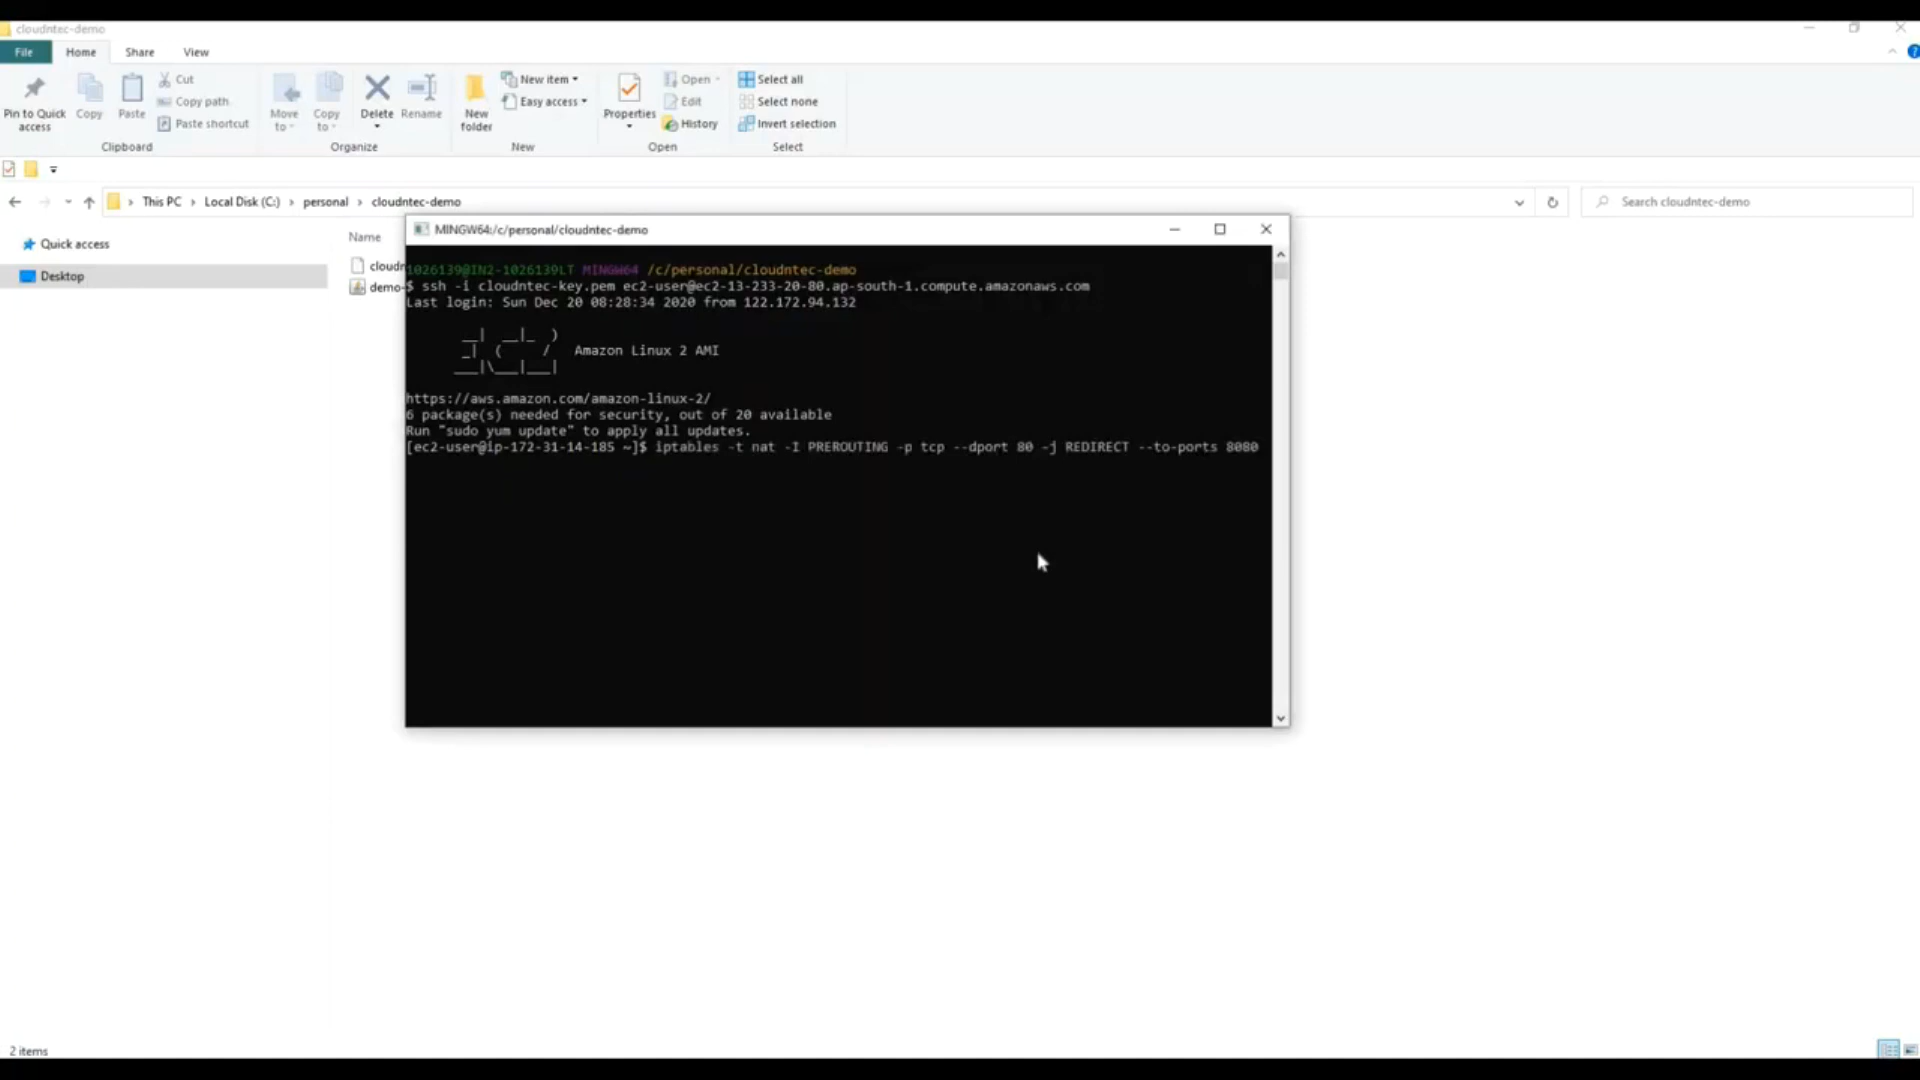 cloudntec-demo
File Home Share View
Pin to Quick access
Copy
Paste
Cut
Copy path
Paste shortcut
Clipboard
Move to
Copy to
Delete
Rename
Organize
New folder
New item
Easy access
New
Properties
Open
Edit
History
Open
Select all
Select none
Invert selection
Select
This PC > Local Disk (C:) > personal > cloudntec-demo
Search cloudntec-demo
Quick access
Desktop
Name
cloudn
demo-
MINGW64:/c/personal/cloudntec-demo
1026139@IN2-1026139LT MINGW64 /c/personal/cloudntec-demo
$ ssh -i cloudntec-key.pem ec2-user@ec2-13-233-20-80.ap-south-1.compute.amazonaws.com
Last login: Sun Dec 20 08:28:34 2020 from 122.172.94.132
__|  __|_  )
_|  (     /   Amazon Linux 2 AMI
___|\___|___|
https://aws.amazon.com/amazon-linux-2/
6 package(s) needed for security, out of 20 available
Run "sudo yum update" to apply all updates.
[ec2-user@ip-172-31-14-185 ~]$ iptables -t nat -I PREROUTING -p tcp --dport 80 -j REDIRECT --to-ports 8080
2 items